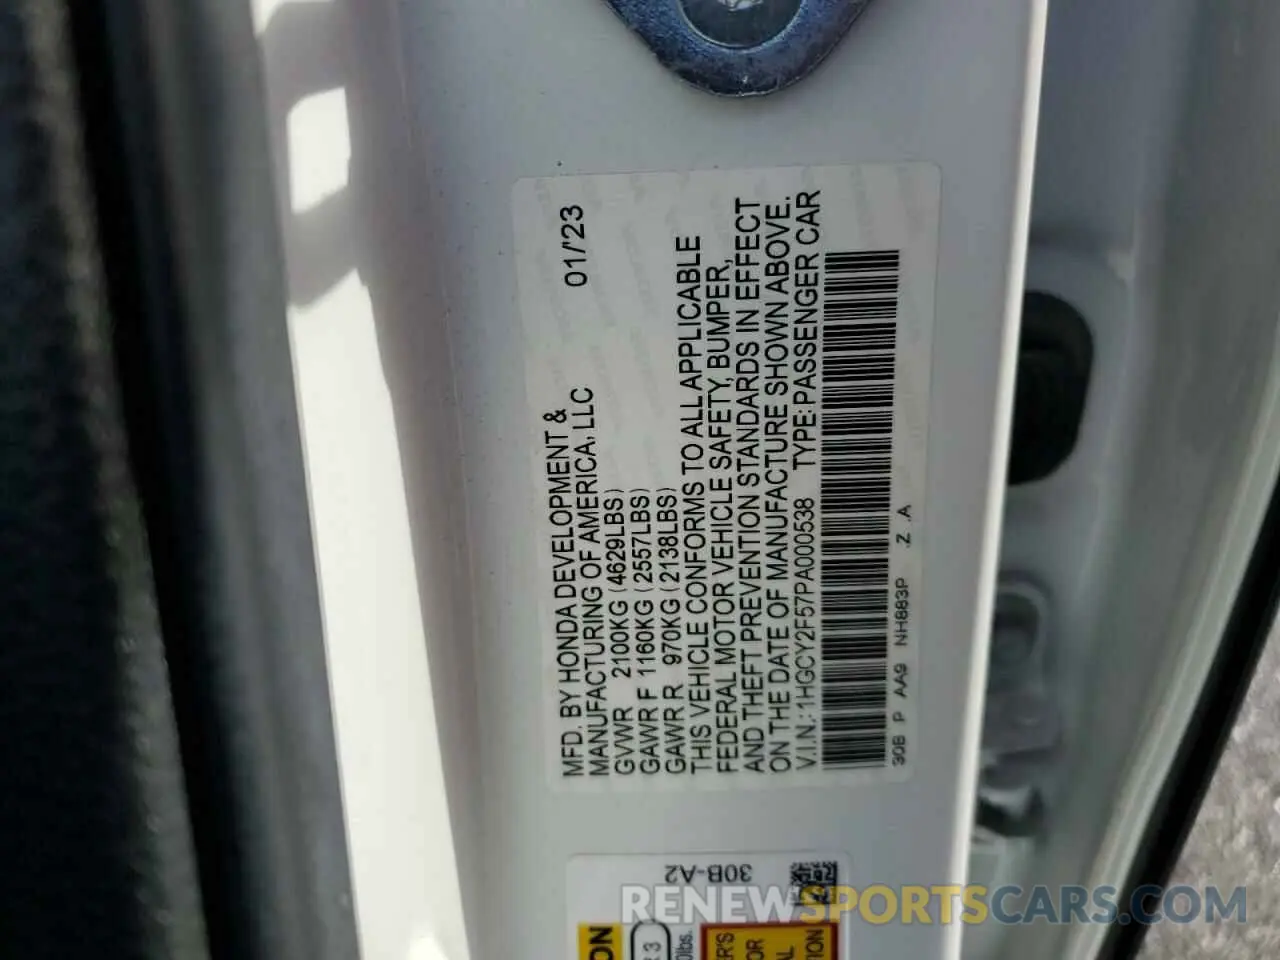 MFD. BY HONDA DEVELOPMENT &
MANUFACTURING OF AMERICA, LLC 01/'23
GVWR 2100KG (4629LBS)
GAWR F 1160KG (2557LBS)
GAWR R 970KG (2138LBS)
THIS VEHICLE CONFORMS TO ALL APPLICABLE
FEDERAL MOTOR VEHICLE SAFETY, BUMPER,
AND THEFT PREVENTION STANDARDS IN EFFECT
ON THE DATE OF MANUFACTURE SHOWN ABOVE.
V.I.N.: 1HGCY2F57PA000538 TYPE: PASSENGER CAR
30B P AA9 NH883P Z .A
30B-A2
RENEWSPORTSCARS.COM